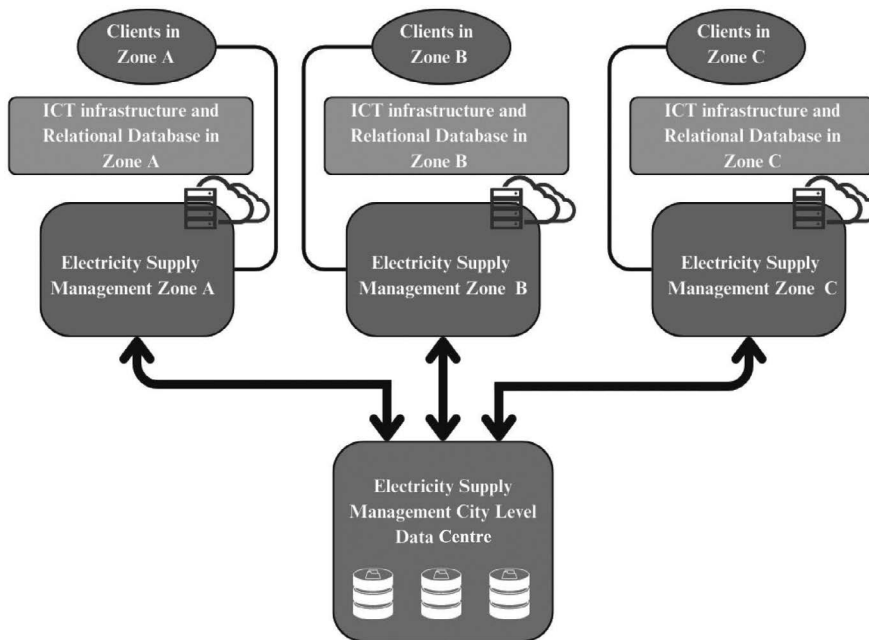 Clients in
Zone A
Clients in
Zone B
Clients in
Zone C
ICT infrastructure and
Relational Database in
Zone A
ICT infrastructure and
Relational Database in
Zone B
ICT infrastructure and
Relational Database in
Zone C
Electricity Supply
Management Zone A
Electricity Supply
Management Zone B
Electricity Supply
Management Zone C
Electricity Supply
Management City Level
Data Centre